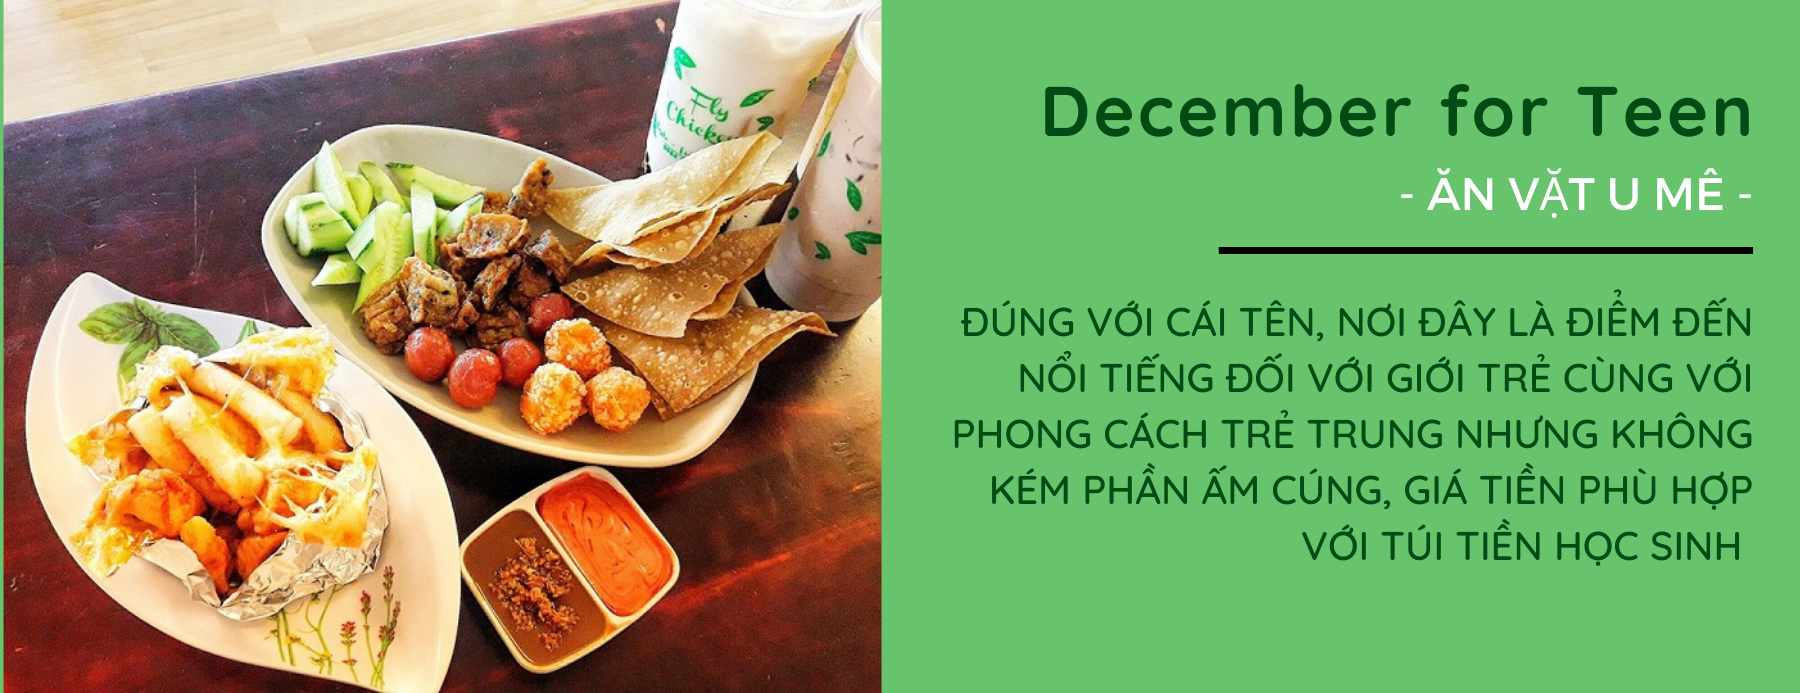 Fly
Chicken
December for Teen
- ĂN VẶT U MÊ -
ĐÚNG VỚI CÁI TÊN, NƠI ĐÂY LÀ ĐIỂM ĐẾN
NỔI TIẾNG ĐỐI VỚI GIỚI TRẺ CÙNG VỚI
PHONG CÁCH TRẺ TRUNG NHƯNG KHÔNG
KÉM PHẦN ẤM CÚNG, GIÁ TIỀN PHÙ HỢP
VỚI TÚI TIỀN HỌC SINH